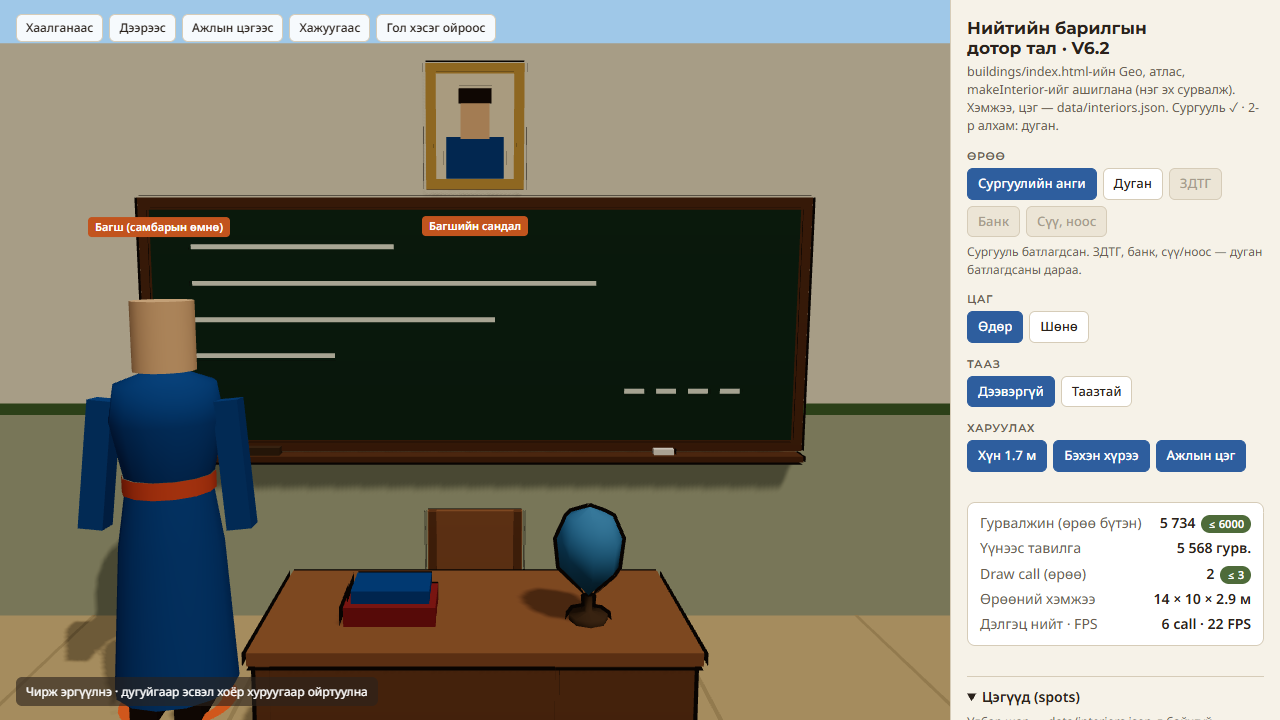 Хаалганаас Дээрээс Ажлын цэгээс Хажуугаас Гол хэсэг ойроос
Багш (самбарын өмнө) Багшийн сандал
Чирж эргүүлнэ · дугуйгаар эсвэл хоёр хуруугаар ойртуулна
Нийтийн барилгын
дотор тал · V6.2
buildings/index.html-ийн Geo, атлас,
makeInterior-ийг ашиглана (нэг эх сурвалж).
Хэмжээ, цэг — data/interiors.json. Сургууль ✓ · 2-
р алхам: дуган.
ӨРӨӨ
Сургуулийн анги Дуган ЗДТГ
Банк Сүү, ноос
Сургууль батлагдсан. ЗДТГ, банк, сүү/ноос — дуган
батлагдсаны дараа.
ЦАГ
Өдөр Шөнө
ТААЗ
Дээвэргүй Таазтай
ХАРУУЛАХ
Хүн 1.7 м Бэхэн хүрээ Ажлын цэг
Гурвалжин (өрөө бүтэн) 5 734 ≤ 6000
Үүнээс тавилга 5 568 гурв.
Draw call (өрөө) 2 ≤ 3
Өрөөний хэмжээ 14 × 10 × 2.9 м
Дэлгэц нийт · FPS 6 call · 22 FPS
▼ Цэгүүд (spots)